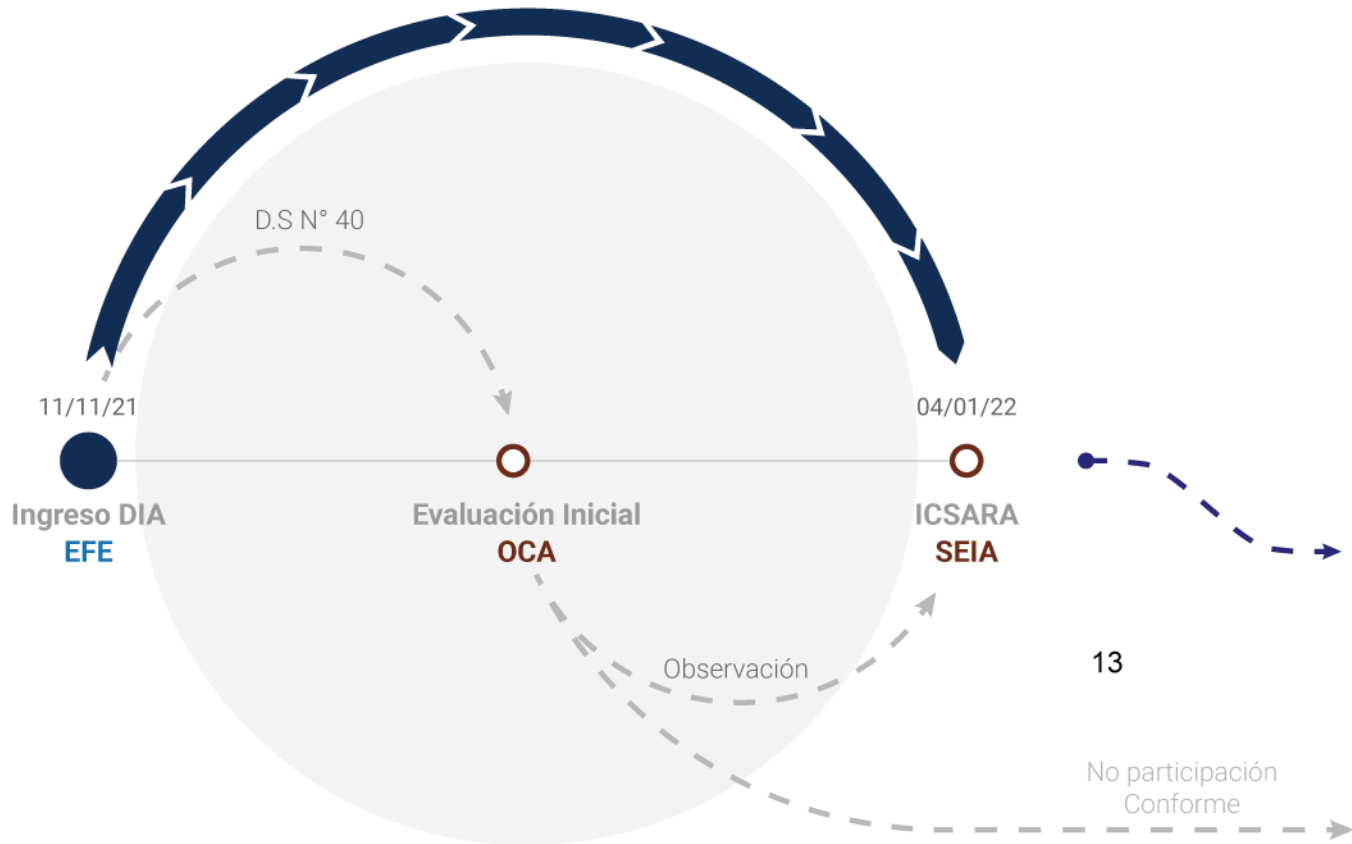 D.S N° 40
11/11/21
04/01/22
Ingreso DIA
EFE
Evaluación Inicial
OCA
ICSARA
SEIA
Observación
13
No participación
Conforme